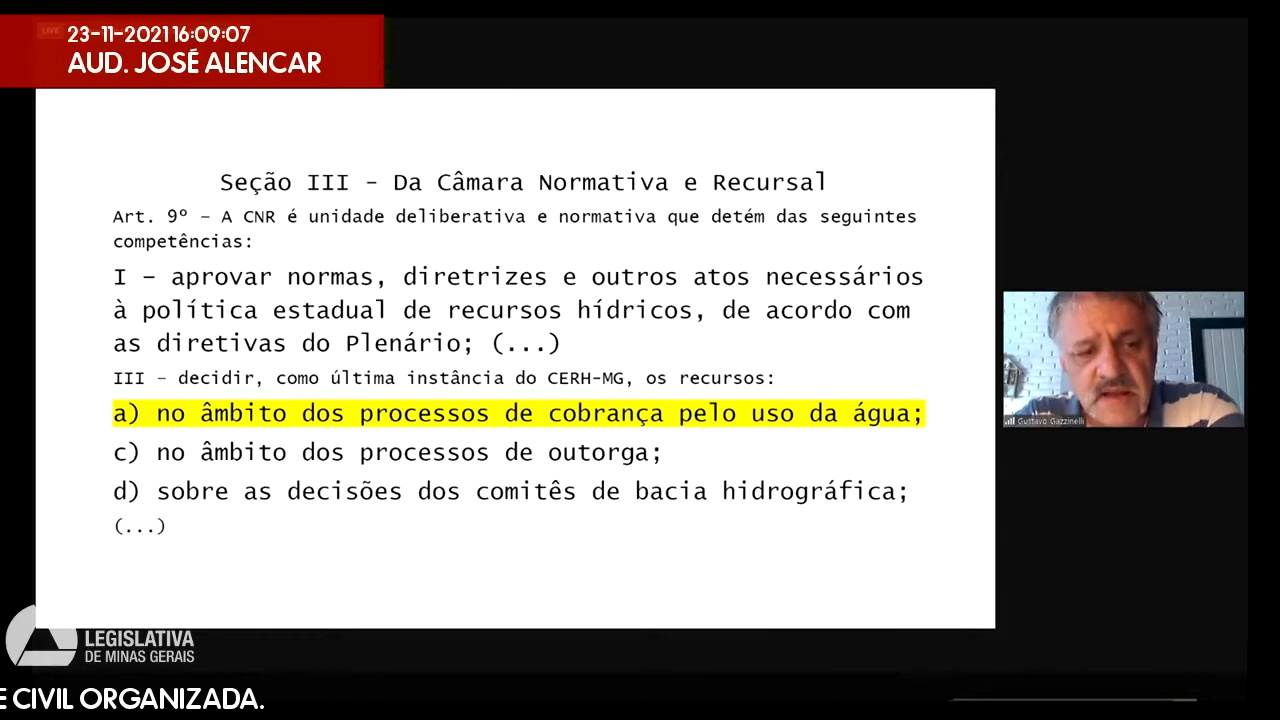 LIVE
23-11-2021 16:09:07
AUD. JOSÉ ALENCAR
Seção III – Da Câmara Normativa e Recursal
Art. 9º – A CNR é unidade deliberativa e normativa que detém das seguintes
competências:
I – aprovar normas, diretrizes e outros atos necessários
à política estadual de recursos hídricos, de acordo com
as diretivas do Plenário; (...)
III – decidir, como última instância do CERH-MG, os recursos:
a) no âmbito dos processos de cobrança pelo uso da água;
c) no âmbito dos processos de outorga;
d) sobre as decisões dos comitês de bacia hidrográfica;
(...)
Gustavo Gazzinelli
LEGISLATIVA
DE MINAS GERAIS
E CIVIL ORGANIZADA.